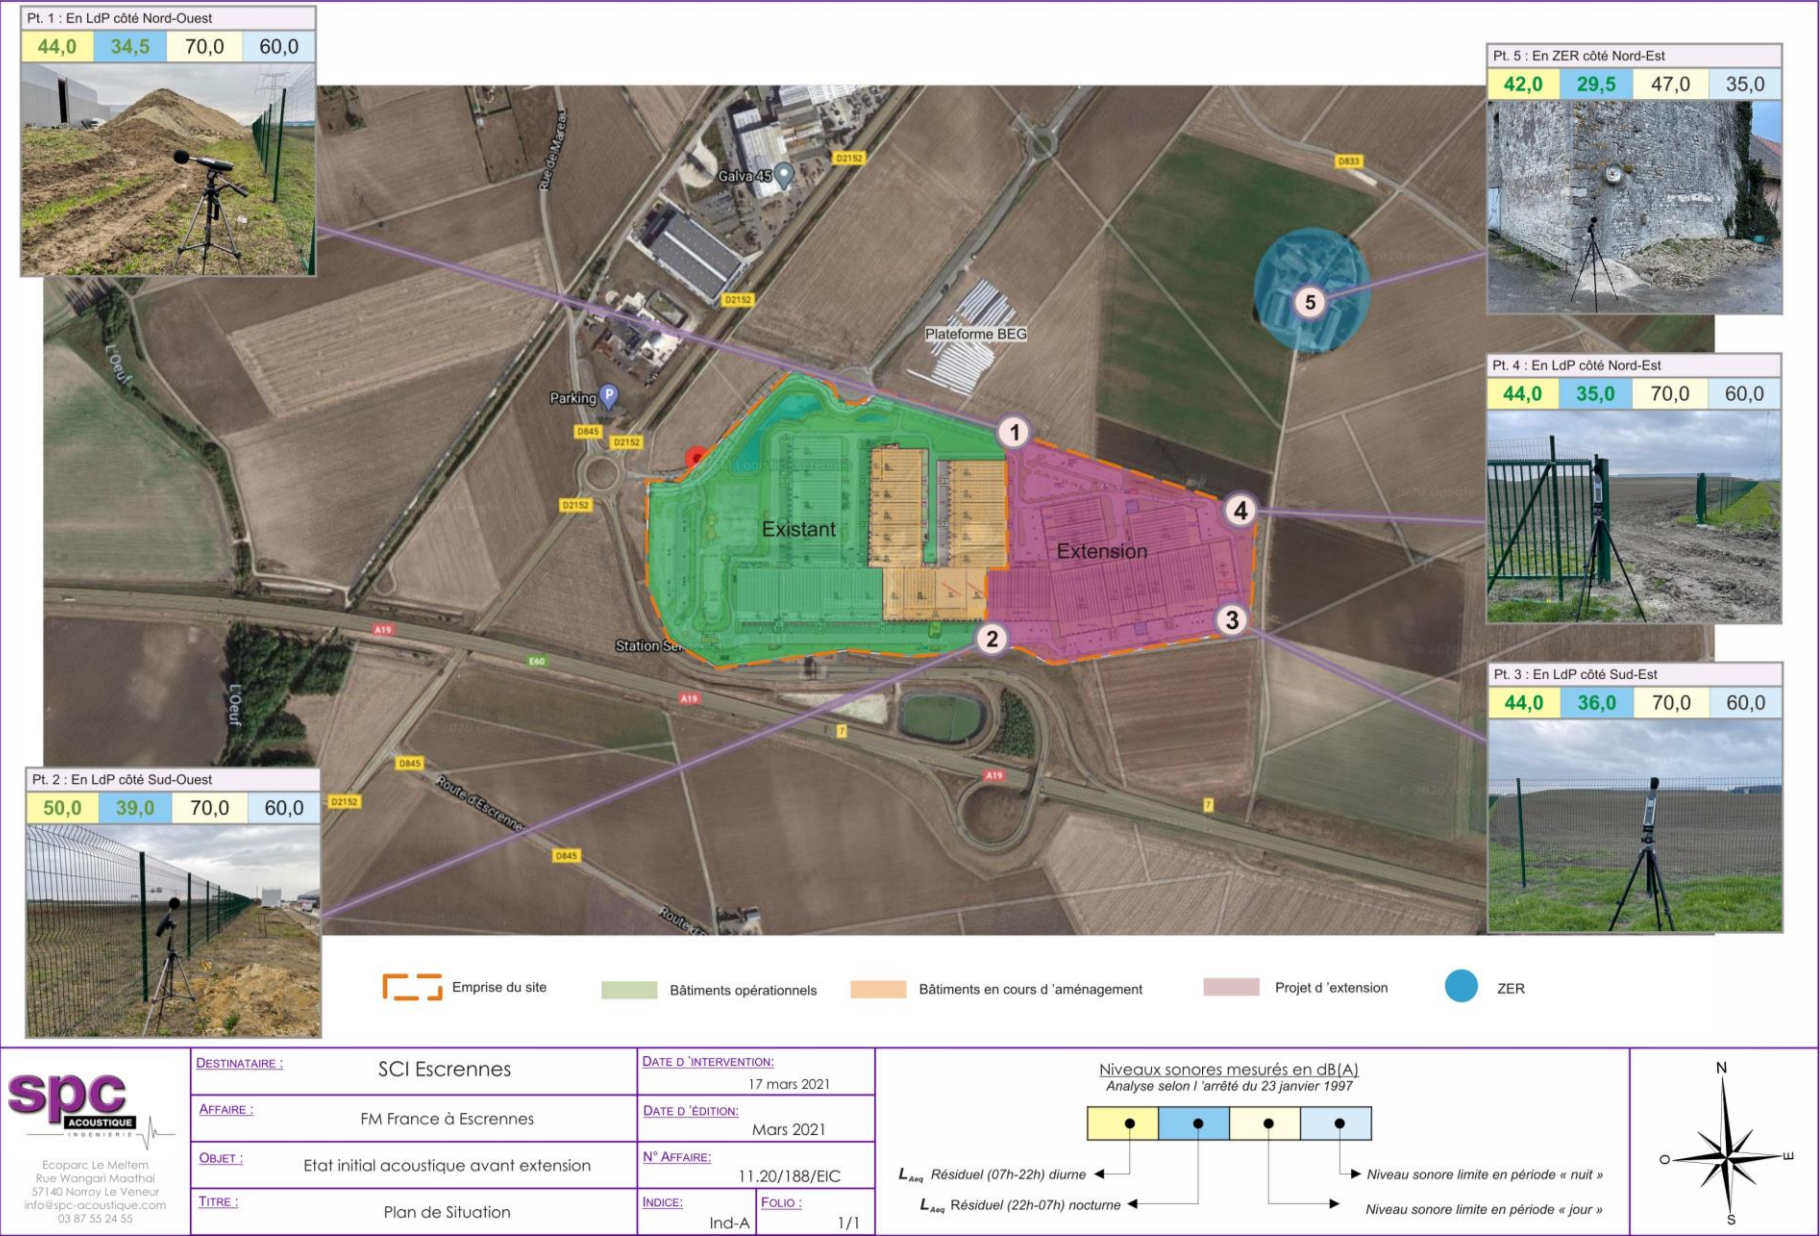 Pt. 1 : En LdP côté Nord-Ouest
44,0 34,5 70,0 60,0
Pt. 5 : En ZER côté Nord-Est
42,0 29,5 47,0 35,0
Pt. 4 : En LdP côté Nord-Est
44,0 35,0 70,0 60,0
Pt. 3 : En LdP côté Sud-Est
44,0 36,0 70,0 60,0
Pt. 2 : En LdP côté Sud-Ouest
50,0 39,0 70,0 60,0
Rue de Mareau
D2152
D833
Galva 45
D2152
5
Plateforme BEG
L'Oeuf
Parking
P
D845
D2152
1
D2152
4
Existant
Extension
3
2
A19
Station Ser
E60
L'Oeuf
A19
7
D845
A19
D2152
Route d'Escrennes
7
D845
Emprise du site
Bâtiments opérationnels
Bâtiments en cours d 'aménagement
Projet d 'extension
ZER
spc
ACOUSTIQUE
INGENIERIE
Ecoparc Le Meltem
Rue Wangari Maathai
57140 Norroy Le Veneur
info@spc-acoustique.com
03 87 55 24 55
DESTINATAIRE :
SCI Escrennes
AFFAIRE :
FM France à Escrennes
OBJET :
Etat initial acoustique avant extension
TITRE :
Plan de Situation
DATE D 'INTERVENTION:
17 mars 2021
DATE D 'ÉDITION:
Mars 2021
N° AFFAIRE:
11.20/188/EIC
INDICE:
Ind-A
FOLIO :
1/1
Niveaux sonores mesurés en dB(A)
Analyse selon l 'arrêté du 23 janvier 1997
LAeq Résiduel (07h-22h) diurne
Niveau sonore limite en période « nuit »
LAeq Résiduel (22h-07h) nocturne
Niveau sonore limite en période « jour »
N
O
E
S